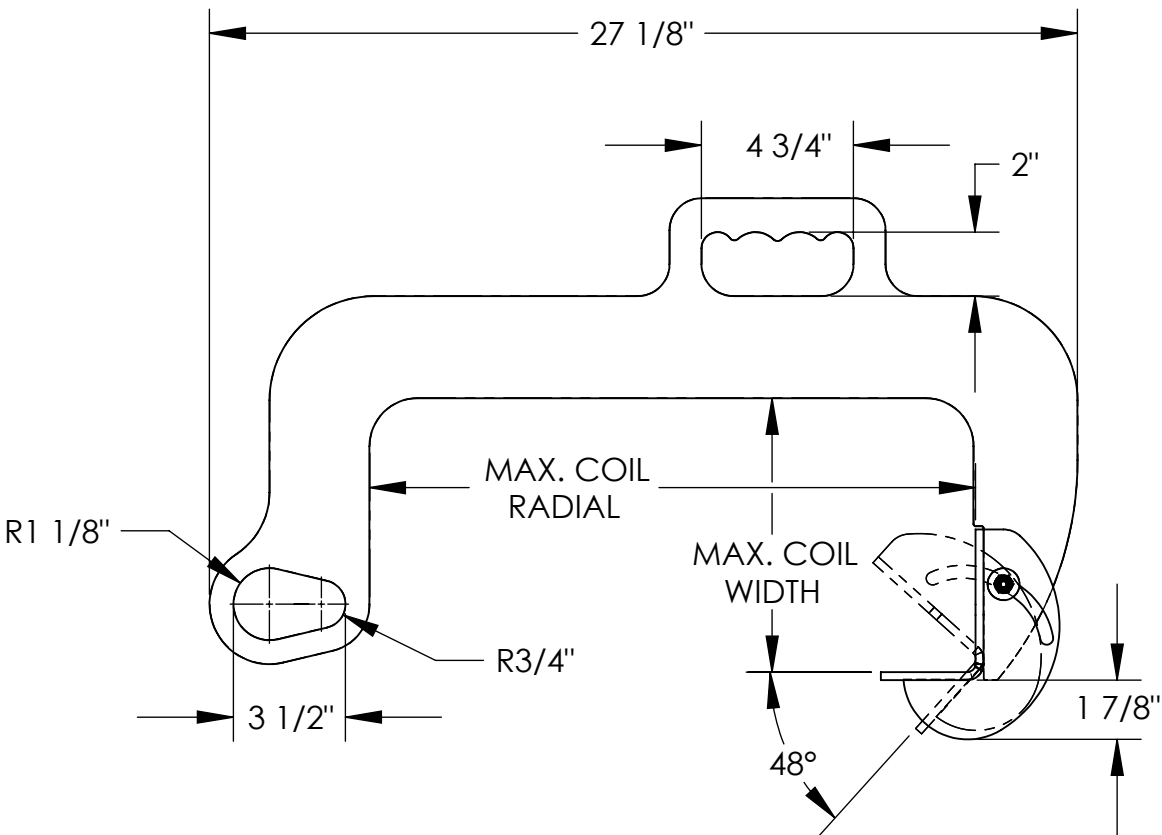 27 1/8"
4 3/4"
2"
MAX. COIL
RADIAL
R1 1/8"
MAX. COIL
WIDTH
R3/4"
3 1/2"
1 7/8"
48°